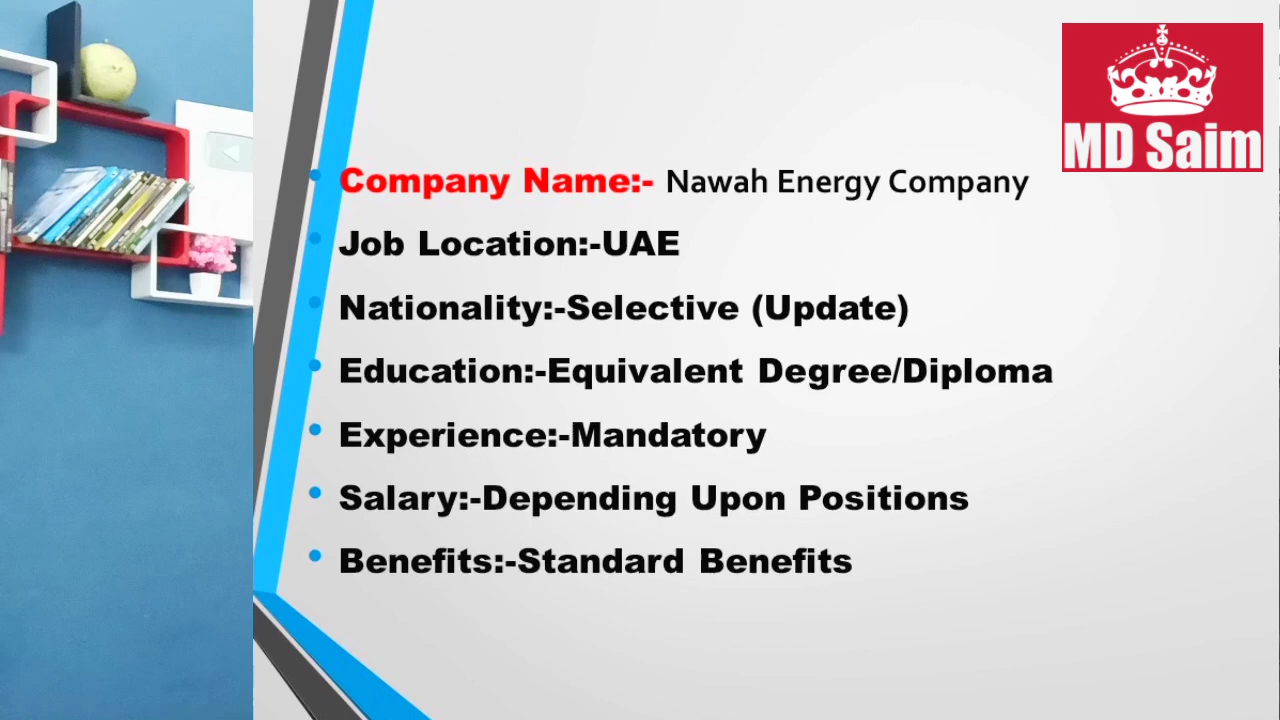 MD Saim
Company Name:- Nawah Energy Company
Job Location:-UAE
Nationality:-Selective (Update)
Education:-Equivalent Degree/Diploma
Experience:-Mandatory
Salary:-Depending Upon Positions
Benefits:-Standard Benefits